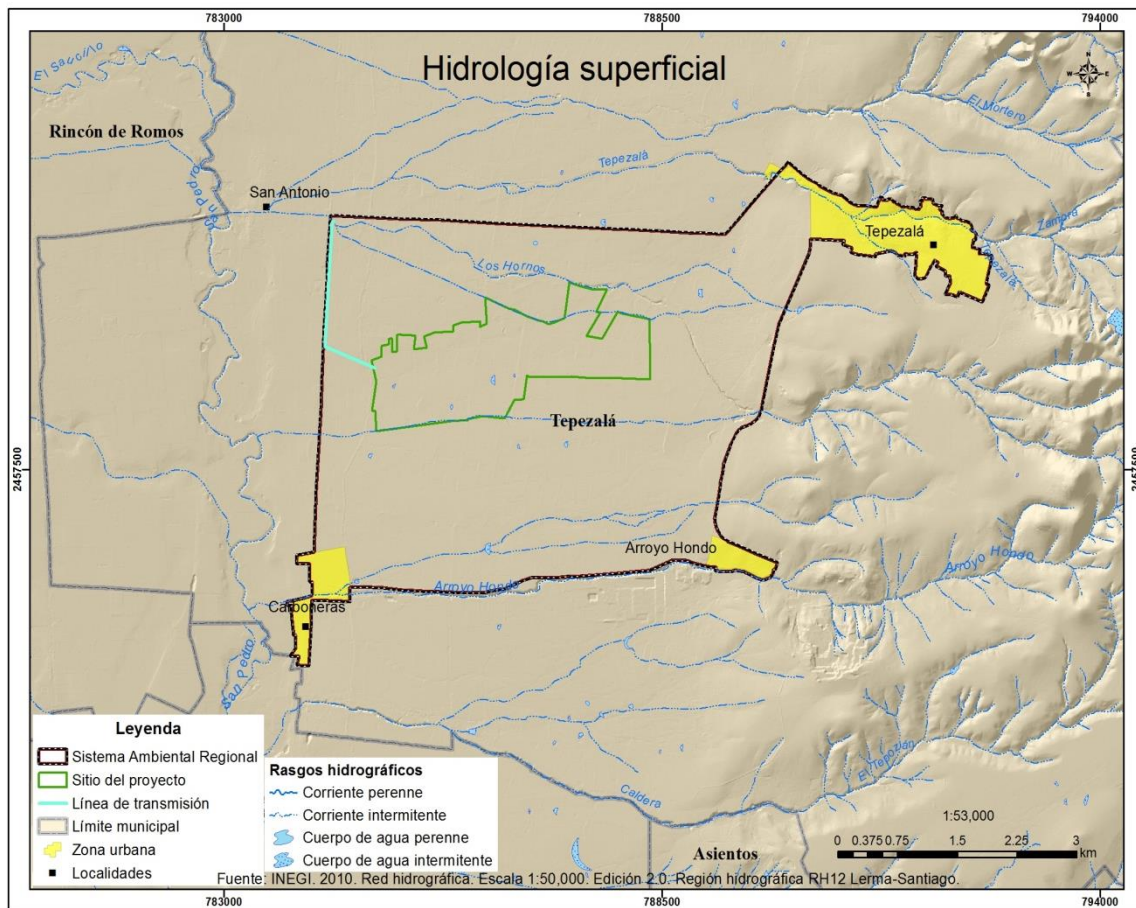 783000
788500
794000
Hidrología superficial
N
W E
S
El Saucillo
Rincón de Romos
El Mortero
Tepezalá
San Pedro
San Antonio
Zamora
Tepezalá
Tepezalá
Los Hornos
Tepezalá
2457500
2457500
Arroyo Hondo
Arroyo Hondo
Arroyo Hondo
Carboneras
San Pedro
El Tepozán
Caldera
Asientos
Leyenda
Sistema Ambiental Regional
Sitio del proyecto
Línea de transmisión
Límite municipal
Zona urbana
Localidades
Rasgos hidrográficos
Corriente perenne
Corriente intermitente
Cuerpo de agua perenne
Cuerpo de agua intermitente
1:53,000
0 0.375 0.75 1.5 2.25 3
km
Fuente: INEGI. 2010. Red hidrográfica. Escala 1:50,000. Edición 2.0. Región hidrográfica RH12 Lerma-Santiago.
783000
788500
794000